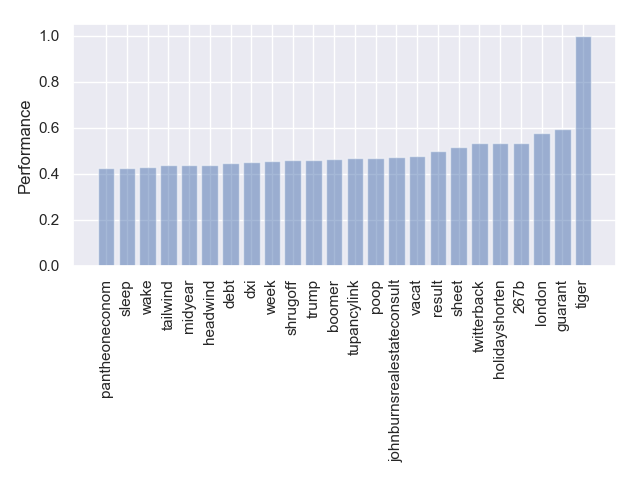 Performance
1.0
0.8
0.6
0.4
0.2
0.0
pantheoneconom
sleep
wake
tailwind
midyear
headwind
debt
dxi
week
shrugoff
trump
boomer
tupancylink
poop
johnburnsrealestateconsult
vacat
result
sheet
twitterback
holidayshorten
267b
london
guarant
tiger